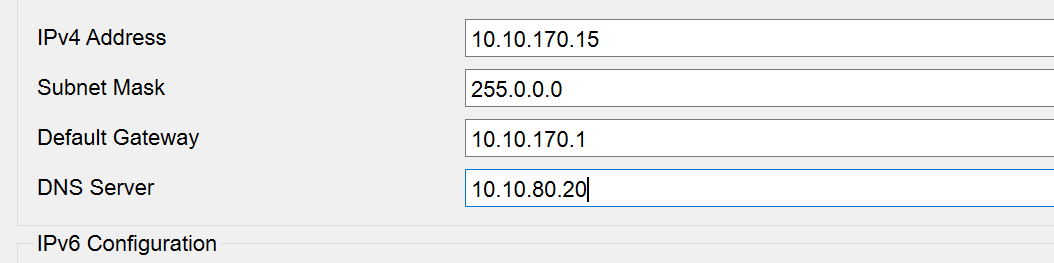 IPv4 Address 10.10.170.15
Subnet Mask 255.0.0.0
Default Gateway 10.10.170.1
DNS Server 10.10.80.20
IPv6 Configuration